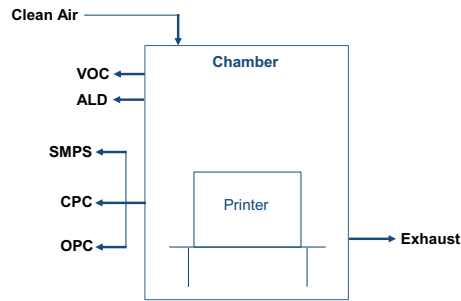 Clean Air
Chamber
VOC
ALD
SMPS
CPC
Printer
OPC
Exhaust